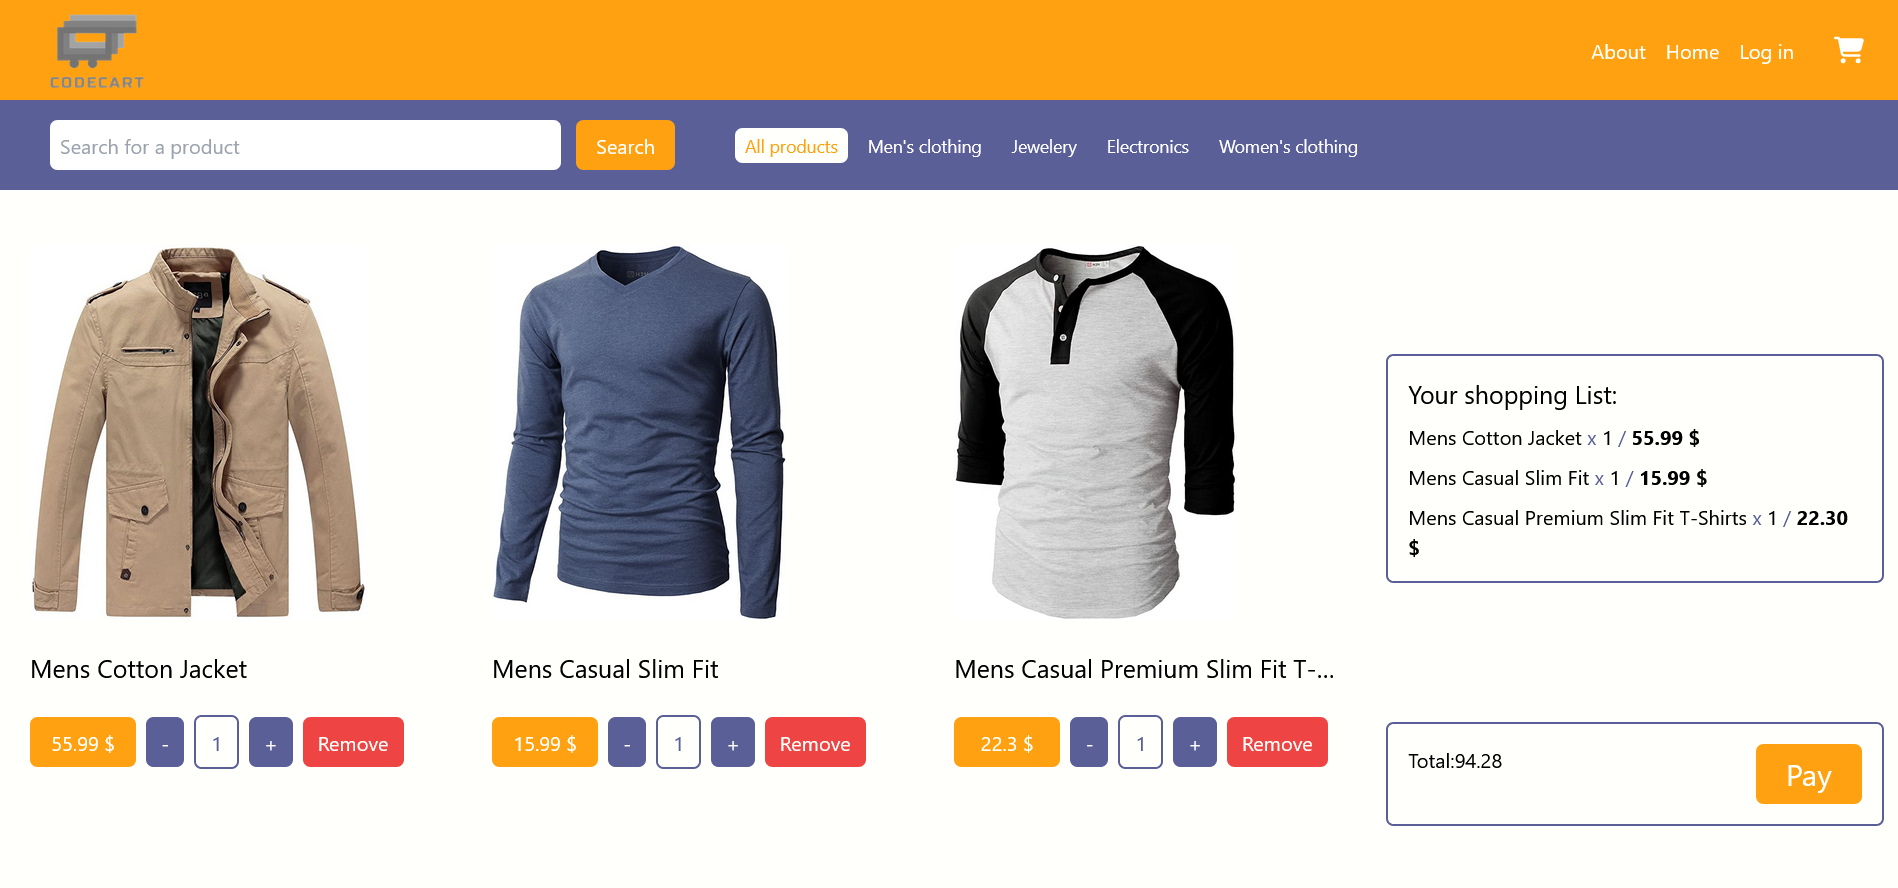 CODECART
About Home Log in
Search for a product
Search
All products Men's clothing Jewelery Electronics Women's clothing
Mens Cotton Jacket
55.99 $ - 1 + Remove
Mens Casual Slim Fit
15.99 $ - 1 + Remove
Mens Casual Premium Slim Fit T-...
22.3 $ - 1 + Remove
Your shopping List:
Mens Cotton Jacket x 1 / 55.99 $
Mens Casual Slim Fit x 1 / 15.99 $
Mens Casual Premium Slim Fit T-Shirts x 1 / 22.30
$
Total:94.28
Pay